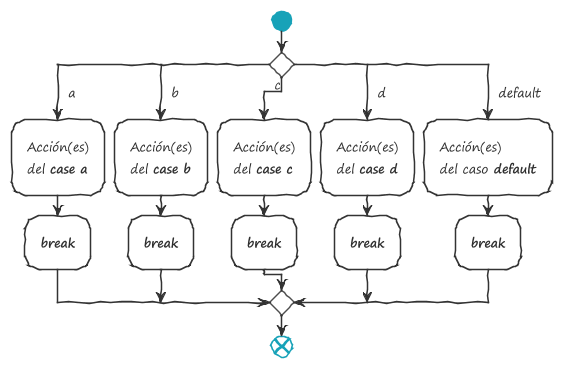 a
b
c
d
default
Acción(es)
del case a
Acción(es)
del case b
Acción(es)
del case c
Acción(es)
del case d
Acción(es)
del caso default
break
break
break
break
break